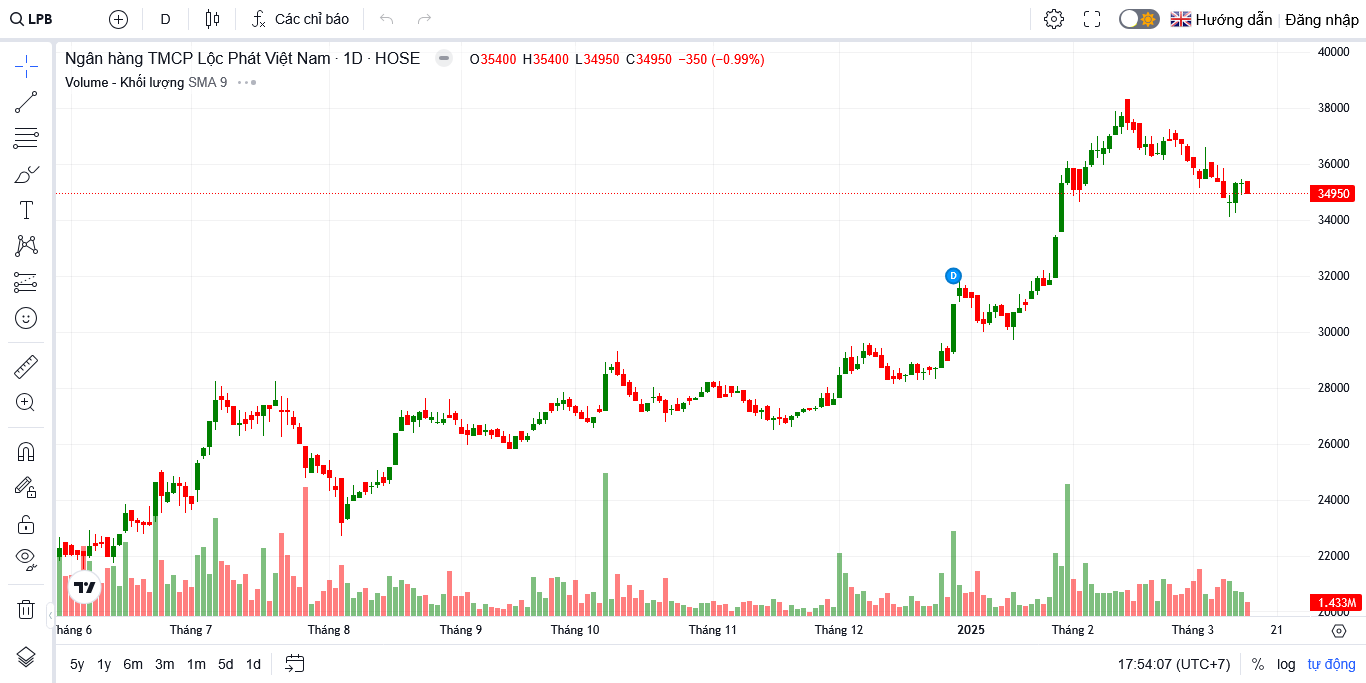 LPB D Các chỉ báo Hướng dẫn Đăng nhập
Ngân hàng TMCP Lộc Phát Việt Nam · 1D · HOSE O35400 H35400 L34950 C34950 −350 (−0.99%)
Volume - Khối lượng SMA 9
40000
38000
36000
34950
34000
D
32000
30000
28000
26000
24000
22000
1.433M
20000
háng 6 Tháng 7 Tháng 8 Tháng 9 Tháng 10 Tháng 11 Tháng 12 2025 Tháng 2 Tháng 3 21
5y 1y 6m 3m 1m 5d 1d 17:54:07 (UTC+7) % log tự động